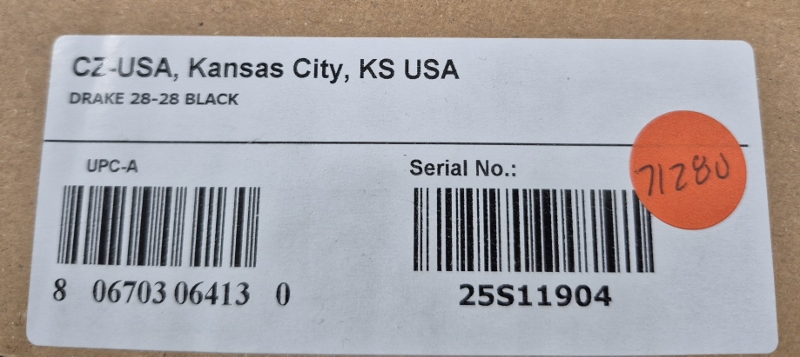 CZ-USA, Kansas City, KS USA
DRAKE 28-28 BLACK
UPC-A
Serial No.:
71280
8 06703 06413 0
25S11904